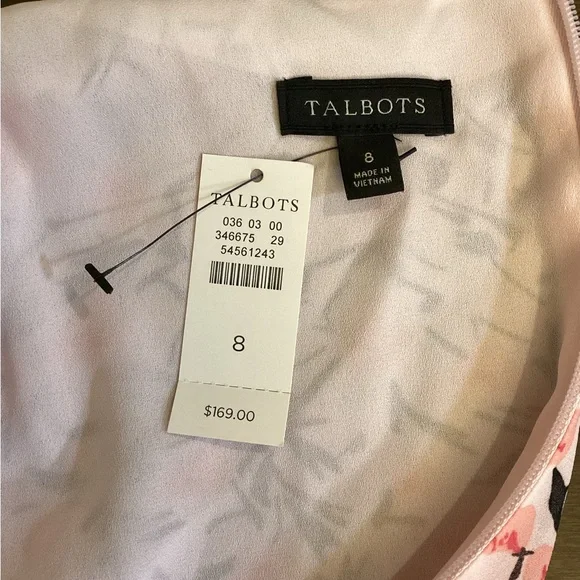 TALBOTS
8
MADE IN
VIETNAM
TALBOTS
036 03 00
346675 29
54561243
8
$169.00